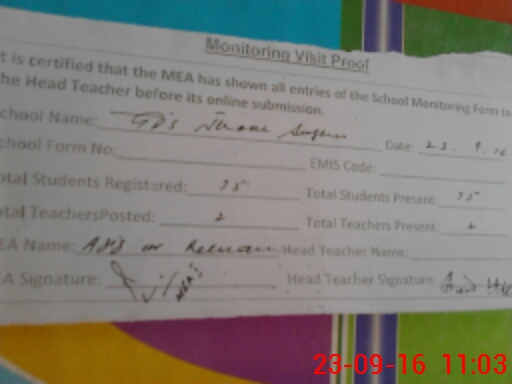 Monitoring Visit Proof
t is certified that the MEA has shown all entries of the School Monitoring Form to
he Head Teacher before its online submission.
chool Name: Date: 23.9.16
chool Form No: EMIS Code:
otal Students Registered: 75 Total Students Present: 75
otal TeachersPosted: 2 Total Teachers Present: 2
EA Name: Head Teacher Name:
A Signature: Head Teacher Signature:
23-09-16 11:03